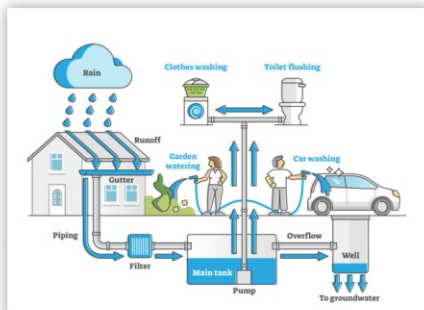 Clothes washing
Toilet flushing
Rain
Runoff
Garden
watering
Car washing
Gutter
Piping
Overflow
Well
Filter
Main tank
Pump
To groundwater